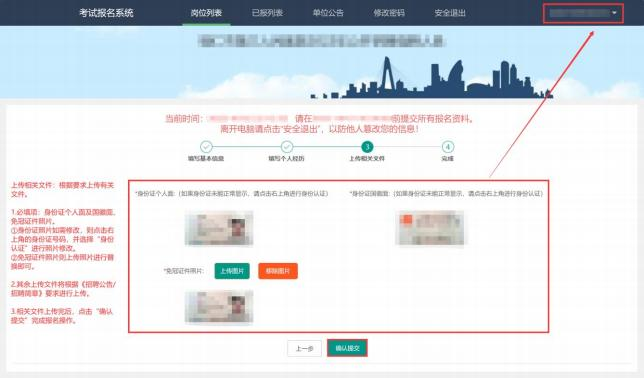 考试报名系统 岗位列表 已报列表 单位公告 修改密码 安全退出
当前时间: 请在 前提交所有报名资料。
离开电脑请点击“安全退出”，以防他人篡改您的信息!
3 4
填写基本信息 填写个人经历 上传相关文件 完成
上传相关文件：根据要求上传有关
文件。
1.必填项：身份证个人面及国徽面、
免冠证件照片。
①身份证照片如需修改，则点击右
上角的身份证号码，并选择“身份
认证”进行照片修改。
②免冠证件照片则上传照片进行替
换即可。
2.其余上传文件将根据《招聘公告/
招聘简章》要求进行上传。
3.相关文件上传完后，点击“确认
提交”完成报名操作。
*身份证个人面:（如果身份证未能正常显示，请点击右上角进行身份认证）
*身份证国徽面:（如果身份证未能正常显示，请点击右上角进行身份认证）
*免冠证件照片: 上传图片 移除图片
上一步 确认提交